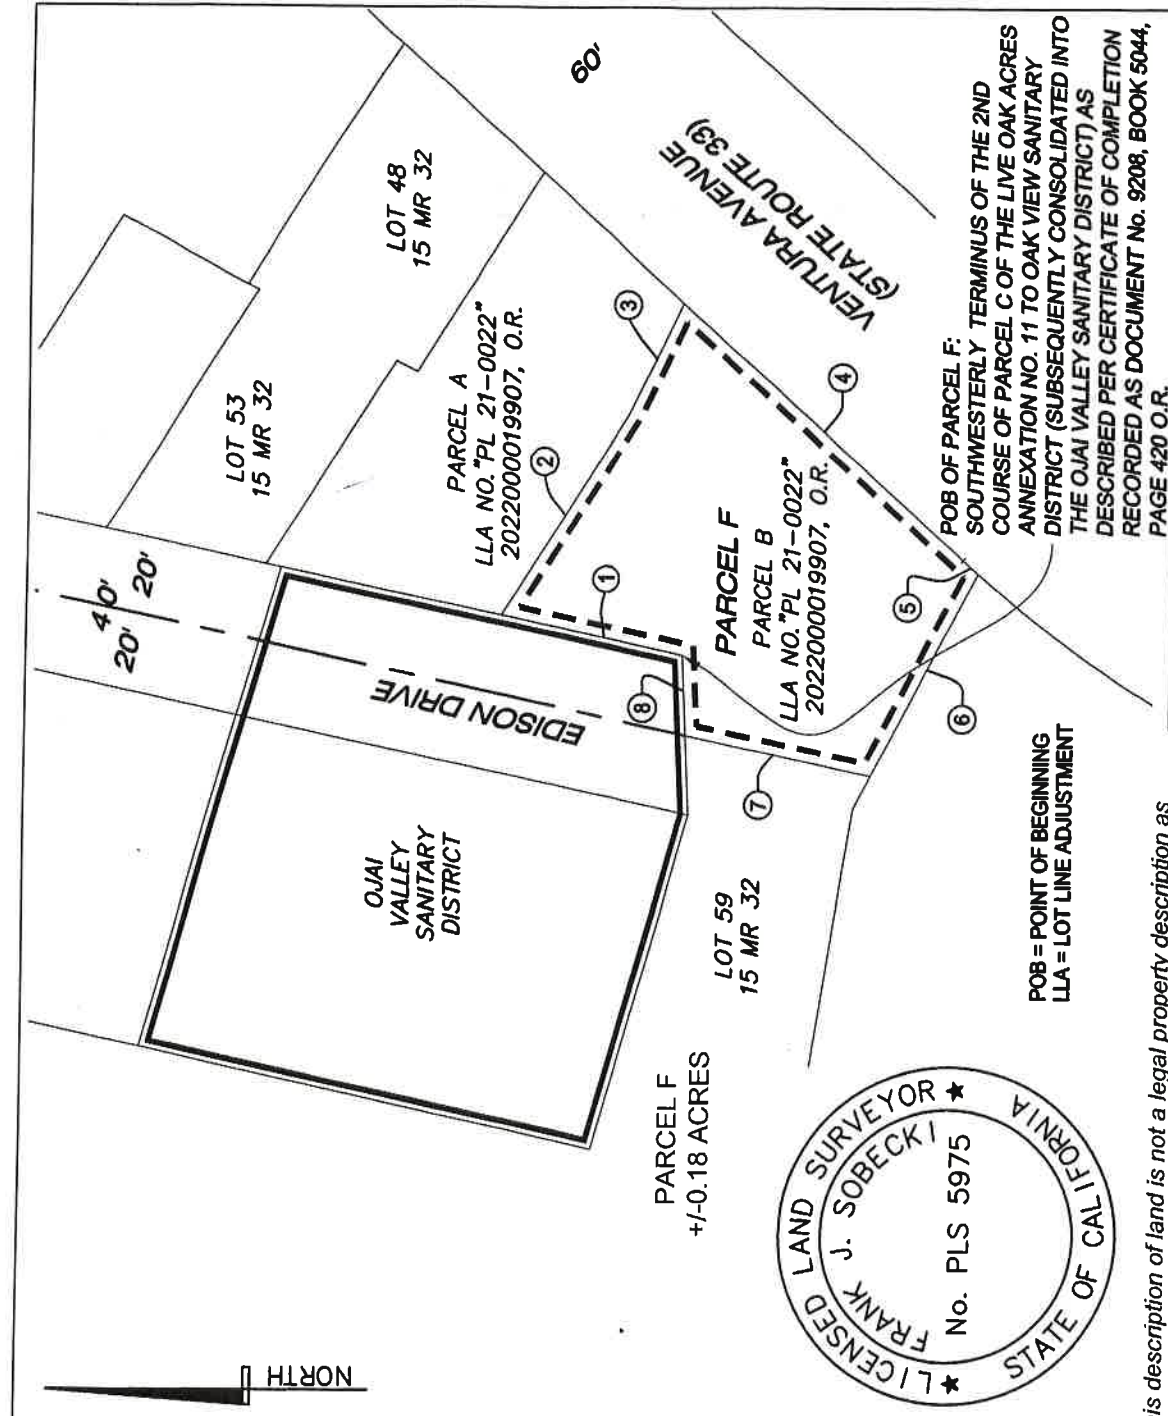 60'
LOT 48
15 MR 32
VENTURA AVENUE
(STATE ROUTE 33)
LOT 53
15 MR 32
PARCEL A
LLA NO."PL 21-0022"
20220000019907, O.R.
3
2
4
40'
20'
20'
1
PARCEL F
PARCEL B
LLA NO."PL 21-0022"
20220000019907, O.R.
5
EDISON DRIVE
8
6
7
OJAI
VALLEY
SANITARY
DISTRICT
LOT 59
15 MR 32
POB OF PARCEL F:
SOUTHWESTERLY TERMINUS OF THE 2ND
COURSE OF PARCEL C OF THE LIVE OAK ACRES
ANNEXATION NO. 11 TO OAK VIEW SANITARY
DISTRICT (SUBSEQUENTLY CONSOLIDATED INTO
THE OJAI VALLEY SANITARY DISTRICT) AS
DESCRIBED PER CERTIFICATE OF COMPLETION
RECORDED AS DOCUMENT No. 9208, BOOK 5044,
PAGE 420 O.R.
POB = POINT OF BEGINNING
LLA = LOT LINE ADJUSTMENT
PARCEL F
+/-0.18 ACRES
LICENSED LAND SURVEYOR
FRANK J. SOBECKI
No. PLS 5975
STATE OF CALIFORNIA
NORTH
is description of land is not a legal property description as